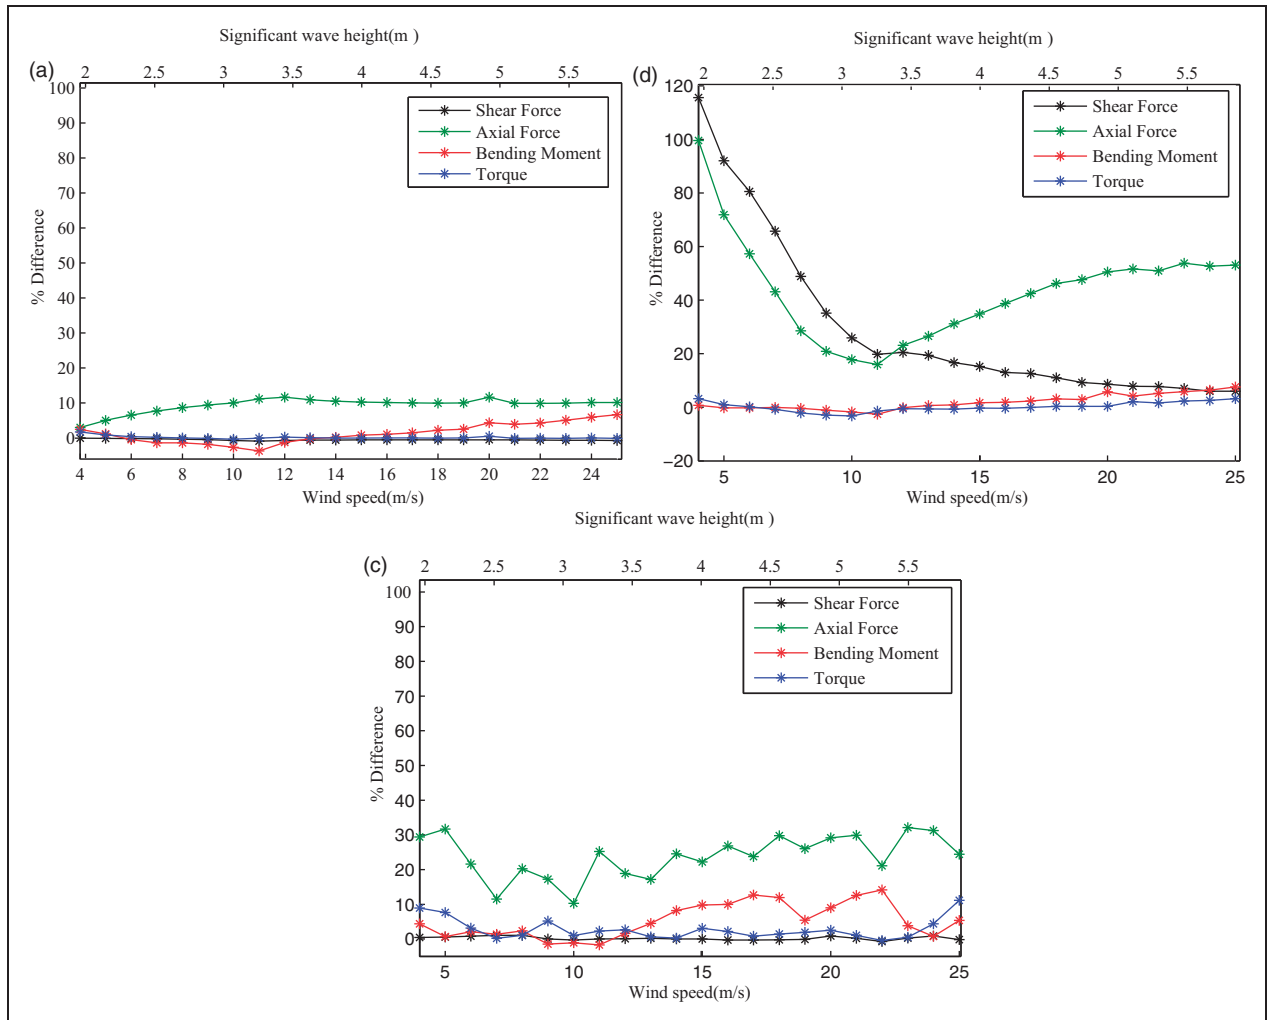 Significant wave height(m )
(a)
2 2.5 3 3.5 4 4.5 5 5.5
100
90
80
70
60
50
40
30
20
10
0
% Difference
Shear Force
Axial Force
Bending Moment
Torque
4 6 8 10 12 14 16 18 20 22 24
Wind speed(m/s)
Significant wave height(m )
(d)
2 2.5 3 3.5 4 4.5 5 5.5
120
100
80
60
40
20
0
−20
% Difference
Shear Force
Axial Force
Bending Moment
Torque
5 10 15 20 25
Wind speed(m/s)
Significant wave height(m )
(c)
2 2.5 3 3.5 4 4.5 5 5.5
100
90
80
70
60
50
40
30
20
10
0
% Difference
Shear Force
Axial Force
Bending Moment
Torque
5 10 15 20 25
Wind speed(m/s)